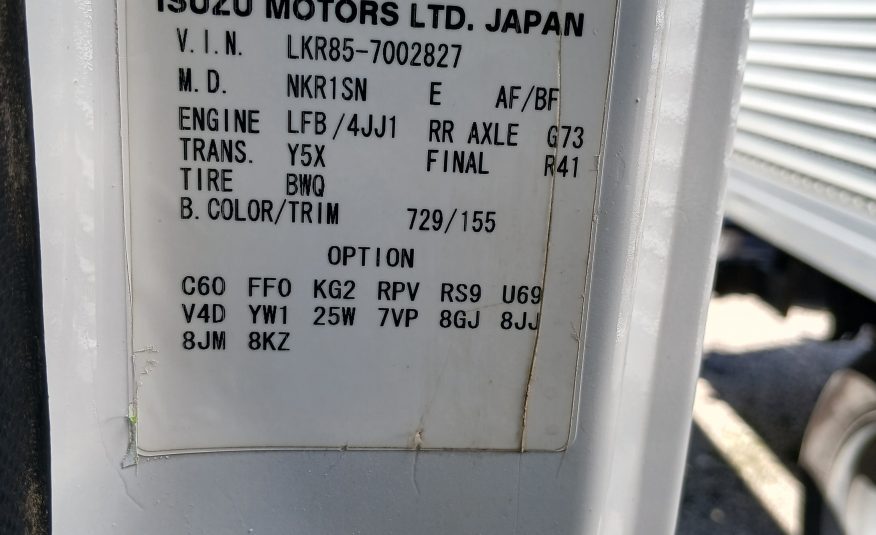 ISUZU MOTORS LTD. JAPAN
V.I.N. LKR85-7002827
M.D. NKR1SN E AF/BF
ENGINE LFB/4JJ1 RR AXLE G73
TRANS. Y5X FINAL R41
TIRE BWQ
B.COLOR/TRIM 729/155
OPTION
C60 FF0 KG2 RPV RS9 U69
V4D YW1 25W 7VP 8GJ 8JJ
8JM 8KZ